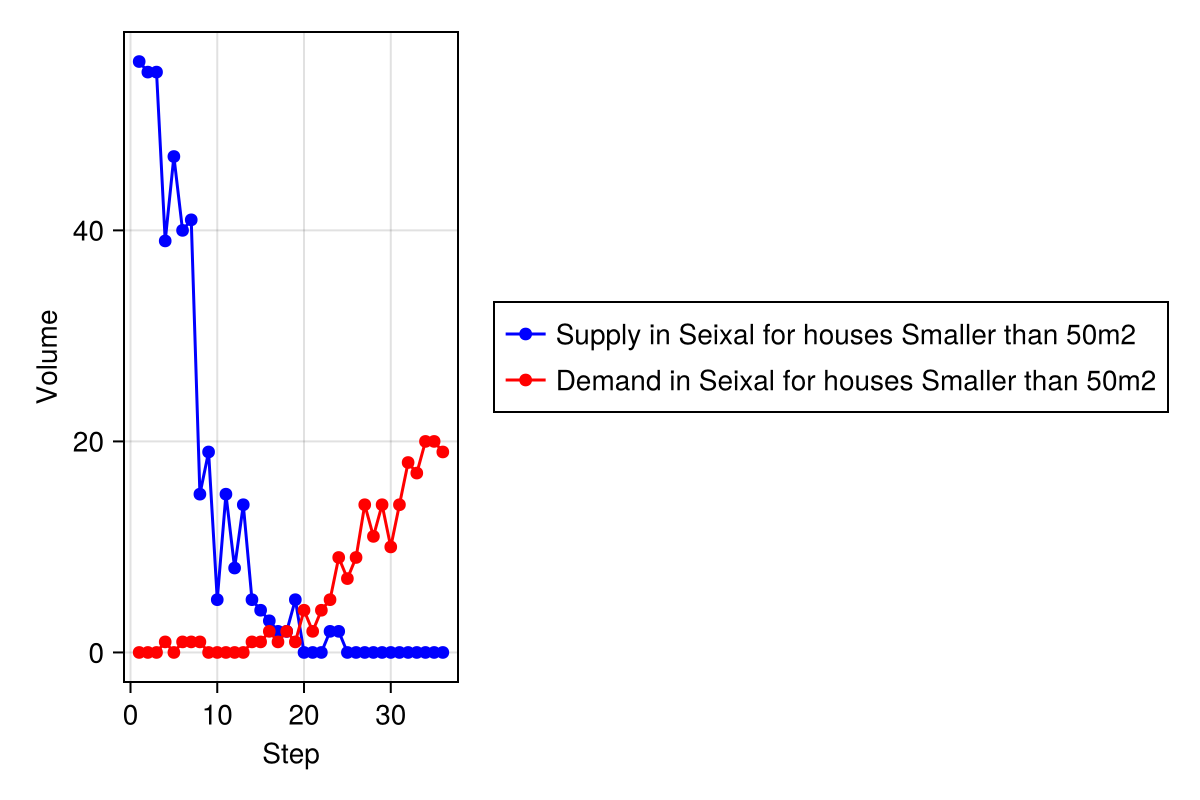 40
20
0
Volume
0 10 20 30
Step
Supply in Seixal for houses Smaller than 50m2
Demand in Seixal for houses Smaller than 50m2